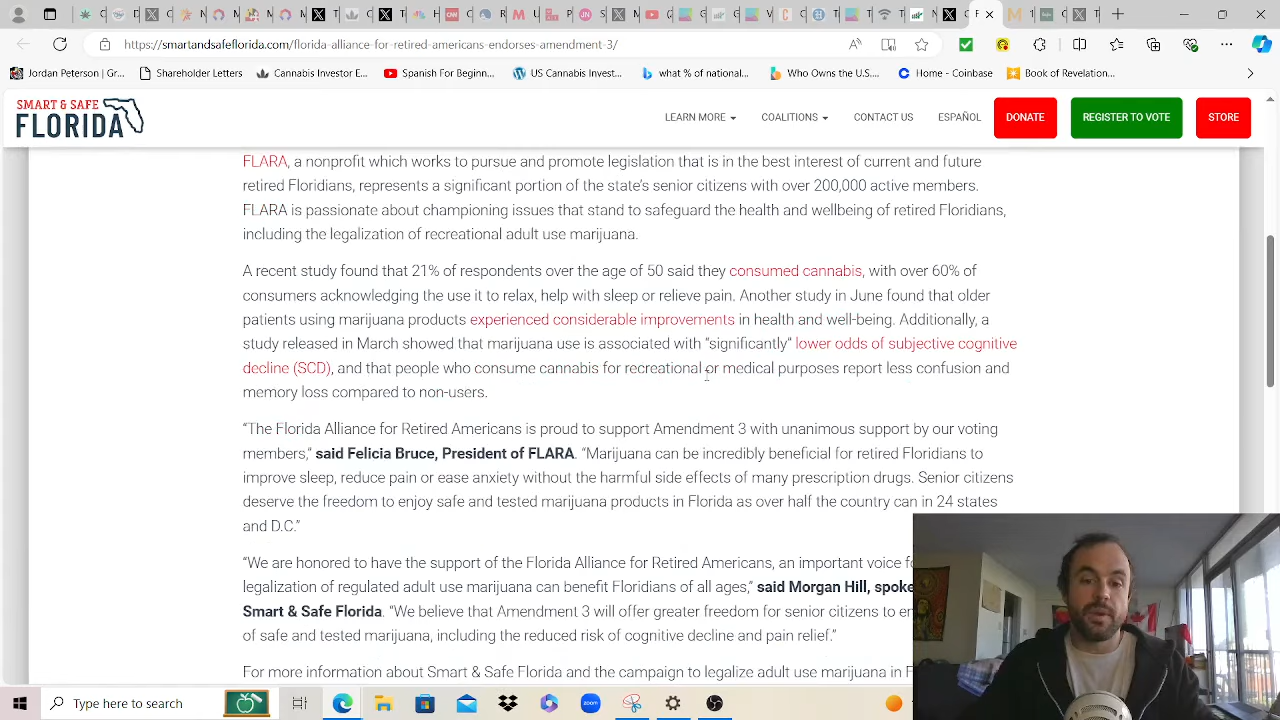 https://smartandsafeflorida.com/florida-alliance-for-retired-americans-endorses-amendment-3/
Jordan Peterson | Gr...
Shareholder Letters
Cannabis Investor E...
Spanish For Beginn...
US Cannabis Invest...
what % of national...
Who Owns the U.S....
Home - Coinbase
Book of Revelation...
SMART & SAFE
FLORIDA
LEARN MORE
COALITIONS
CONTACT US
ESPAÑOL
DONATE
REGISTER TO VOTE
STORE
FLARA, a nonprofit which works to pursue and promote legislation that is in the best interest of current and future
retired Floridians, represents a significant portion of the state's senior citizens with over 200,000 active members.
FLARA is passionate about championing issues that stand to safeguard the health and wellbeing of retired Floridians,
including the legalization of recreational adult use marijuana.
A recent study found that 21% of respondents over the age of 50 said they consumed cannabis, with over 60% of
consumers acknowledging the use it to relax, help with sleep or relieve pain. Another study in June found that older
patients using marijuana products experienced considerable improvements in health and well-being. Additionally, a
study released in March showed that marijuana use is associated with "significantly" lower odds of subjective cognitive
decline (SCD), and that people who consume cannabis for recreational or medical purposes report less confusion and
memory loss compared to non-users.
"The Florida Alliance for Retired Americans is proud to support Amendment 3 with unanimous support by our voting
members," said Felicia Bruce, President of FLARA. "Marijuana can be incredibly beneficial for retired Floridians to
improve sleep, reduce pain or ease anxiety without the harmful side effects of many prescription drugs. Senior citizens
deserve the freedom to enjoy safe and tested marijuana products in Florida as over half the country can in 24 states
and D.C."
"We are honored to have the support of the Florida Alliance for Retired Americans, an important voice fo
legalization of regulated adult use marijuana can benefit Floridians of all ages," said Morgan Hill, spoke
Smart & Safe Florida. "We believe that Amendment 3 will offer greater freedom for senior citizens to en
of safe and tested marijuana, including the reduced risk of cognitive decline and pain relief."
For more information about Smart & Safe Florida and the campaign to legalize adult use marijuana in F
Type here to search
zoom